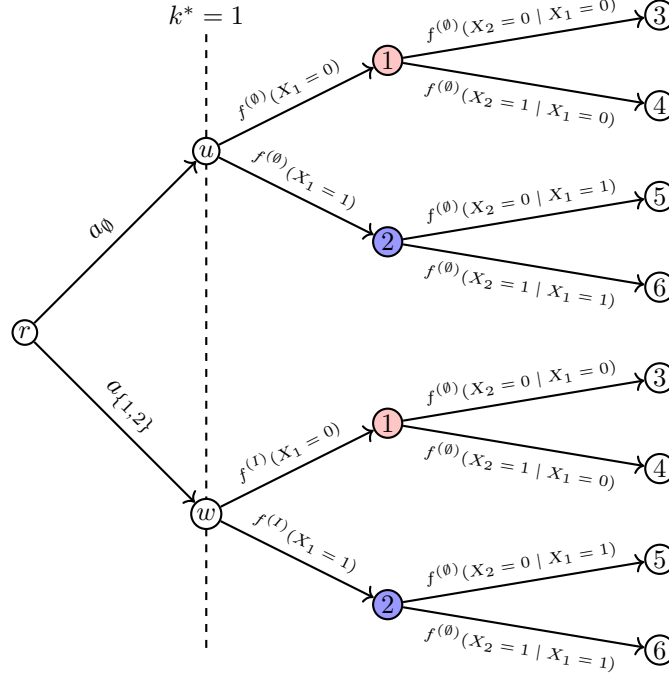 k* = 1
f^(∅)(X₂ = 0 | X₁ = 0)
3
f^(∅)(X₁ = 0)
1
f^(∅)(X₂ = 1 | X₁ = 0)
4
u
a_∅
f^(∅)(X₁ = 1)
f^(∅)(X₂ = 0 | X₁ = 1)
5
2
f^(∅)(X₂ = 1 | X₁ = 1)
6
r
a_{1,2}
f^(∅)(X₂ = 0 | X₁ = 0)
3
f^(I)(X₁ = 0)
1
f^(∅)(X₂ = 1 | X₁ = 0)
4
w
f^(I)(X₁ = 1)
f^(∅)(X₂ = 0 | X₁ = 1)
5
2
f^(∅)(X₂ = 1 | X₁ = 1)
6